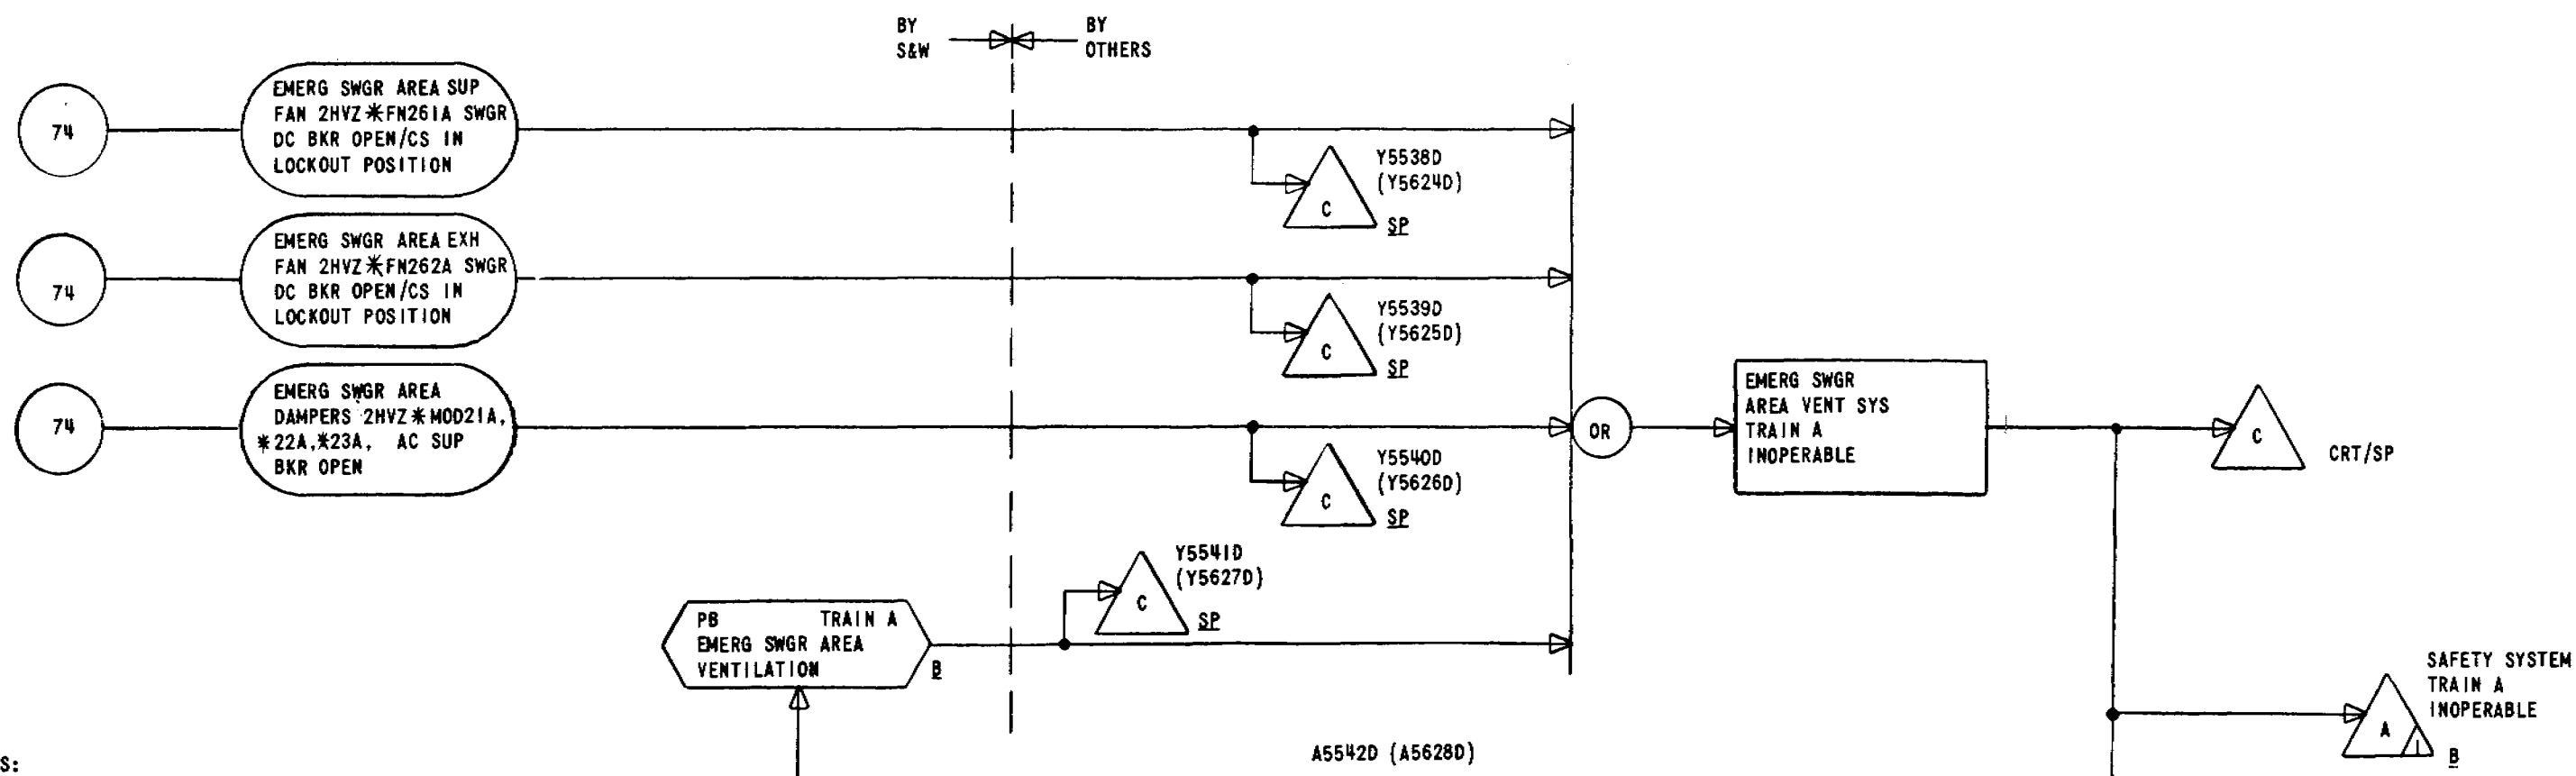 BY
S&W
BY
OTHERS
74
EMERG SWGR AREA SUP
FAN 2HVZ*FN261A SWGR
DC BKR OPEN/CS IN
LOCKOUT POSITION
Y5538D
(Y5624D)
C
SP
74
EMERG SWGR AREA EXH
FAN 2HVZ*FN262A SWGR
DC BKR OPEN/CS IN
LOCKOUT POSITION
Y5539D
(Y5625D)
C
SP
74
EMERG SWGR AREA
DAMPERS 2HVZ*MOD21A,
*22A,*23A, AC SUP
BKR OPEN
Y5540D
(Y5626D)
C
SP
OR
EMERG SWGR
AREA VENT SYS
TRAIN A
INOPERABLE
C
CRT/SP
Y5541D
(Y5627D)
C
SP
PB TRAIN A
EMERG SWGR AREA
VENTILATION
B
SAFETY SYSTEM
TRAIN A
INOPERABLE
A
1
B
A5542D (A5628D)
S: